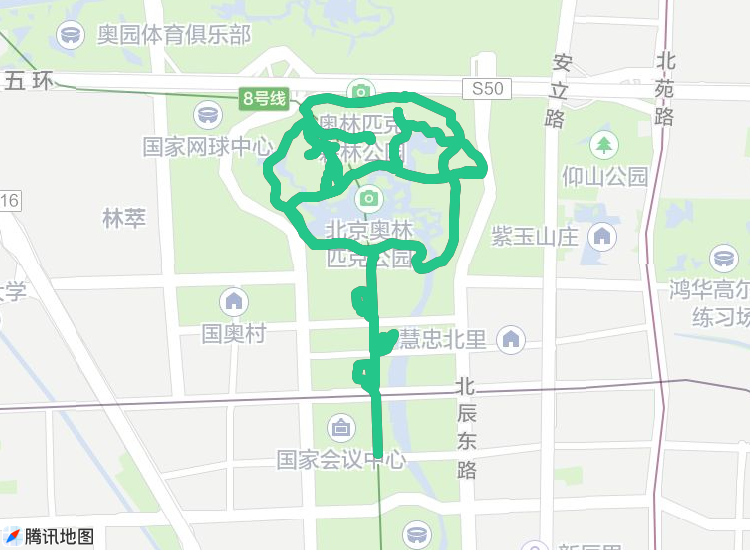 奥园体育俱乐部
五环
8号线
S50
安立路
北苑路
奥林匹克
森林公园
国家网球中心
仰山公园
16
林萃
北京奥林
匹克公园
紫玉山庄
大学
国奥村
慧忠北里
鸿华高尔
练习场
北辰东路
国家会议中心
腾讯地图